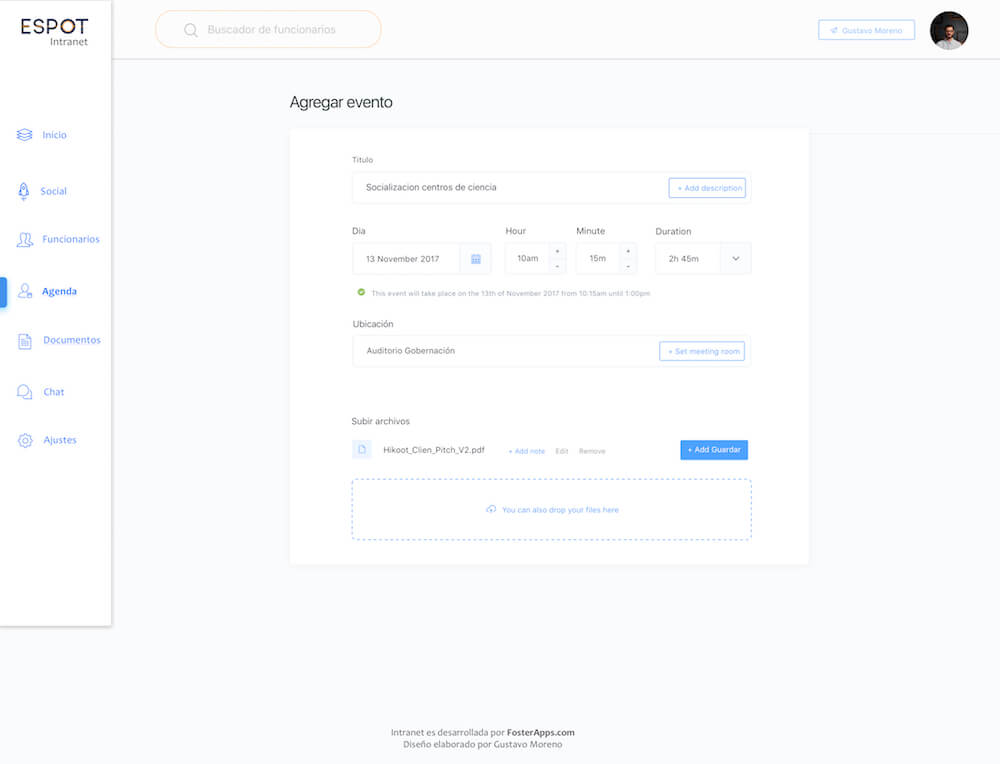 ESPOT
Intranet
Buscador de funcionarios
Gustavo Moreno
Inicio
Social
Funcionarios
Agenda
Documentos
Chat
Ajustes
Agregar evento
Titulo
Socializacion centros de ciencia
+ Add description
Dia
Hour
Minute
Duration
13 November 2017
10am
+
-
15m
+
-
2h 45m
This event will take place on the 13th of November 2017 from 10:15am until 1:00pm
Ubicación
Auditorio Gobernación
+ Set meeting room
Subir archivos
Hikoot_Clien_Pitch_V2.pdf
+ Add note
Edit
Remove
+ Add Guardar
You can also drop your files here
Intranet es desarrollada por FosterApps.com
Diseño elaborado por Gustavo Moreno